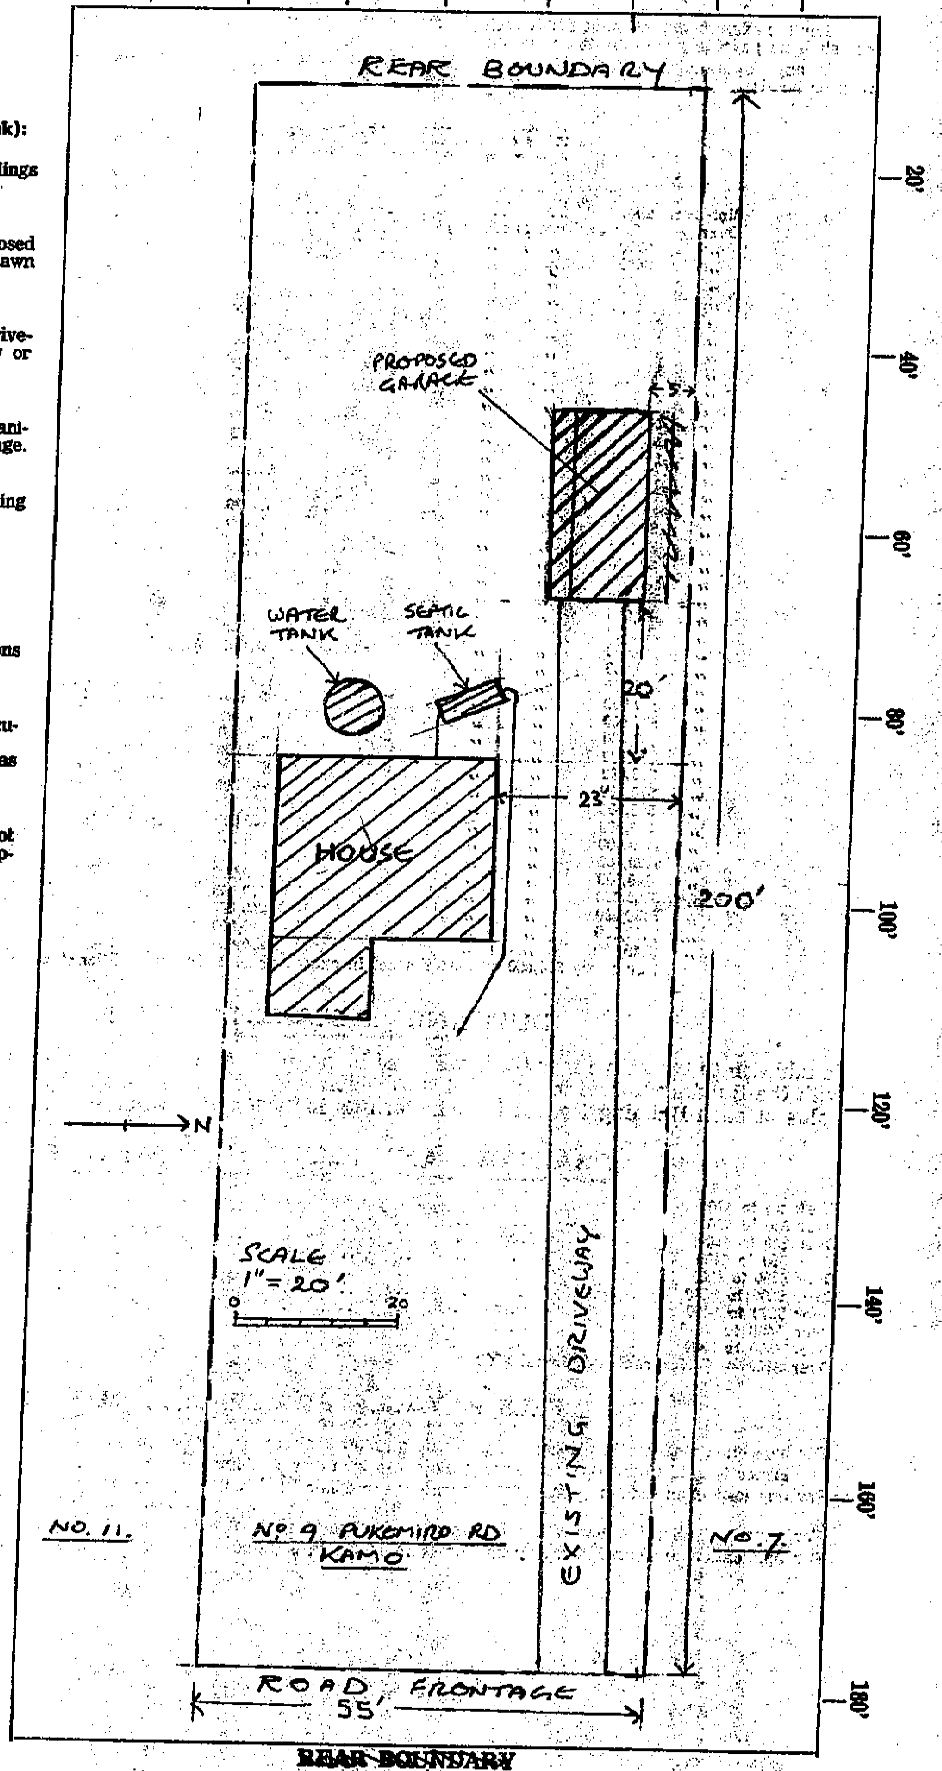 REAR BOUNDARY
k):
20'
40'
PROPOSED
GARAGE
5
60'
WATER
TANK
SEPTIC
TANK
20'
80'
23'
HOUSE
200'
100'
120'
N
SCALE
1" = 20'
0 20
140'
EXISTING DRIVEWAY
160'
NO. 11.
Nº 9 PUKEMIRO RD
KAMO
No. 7.
ROAD FRONTAGE
55'
180'
REAR BOUNDARY